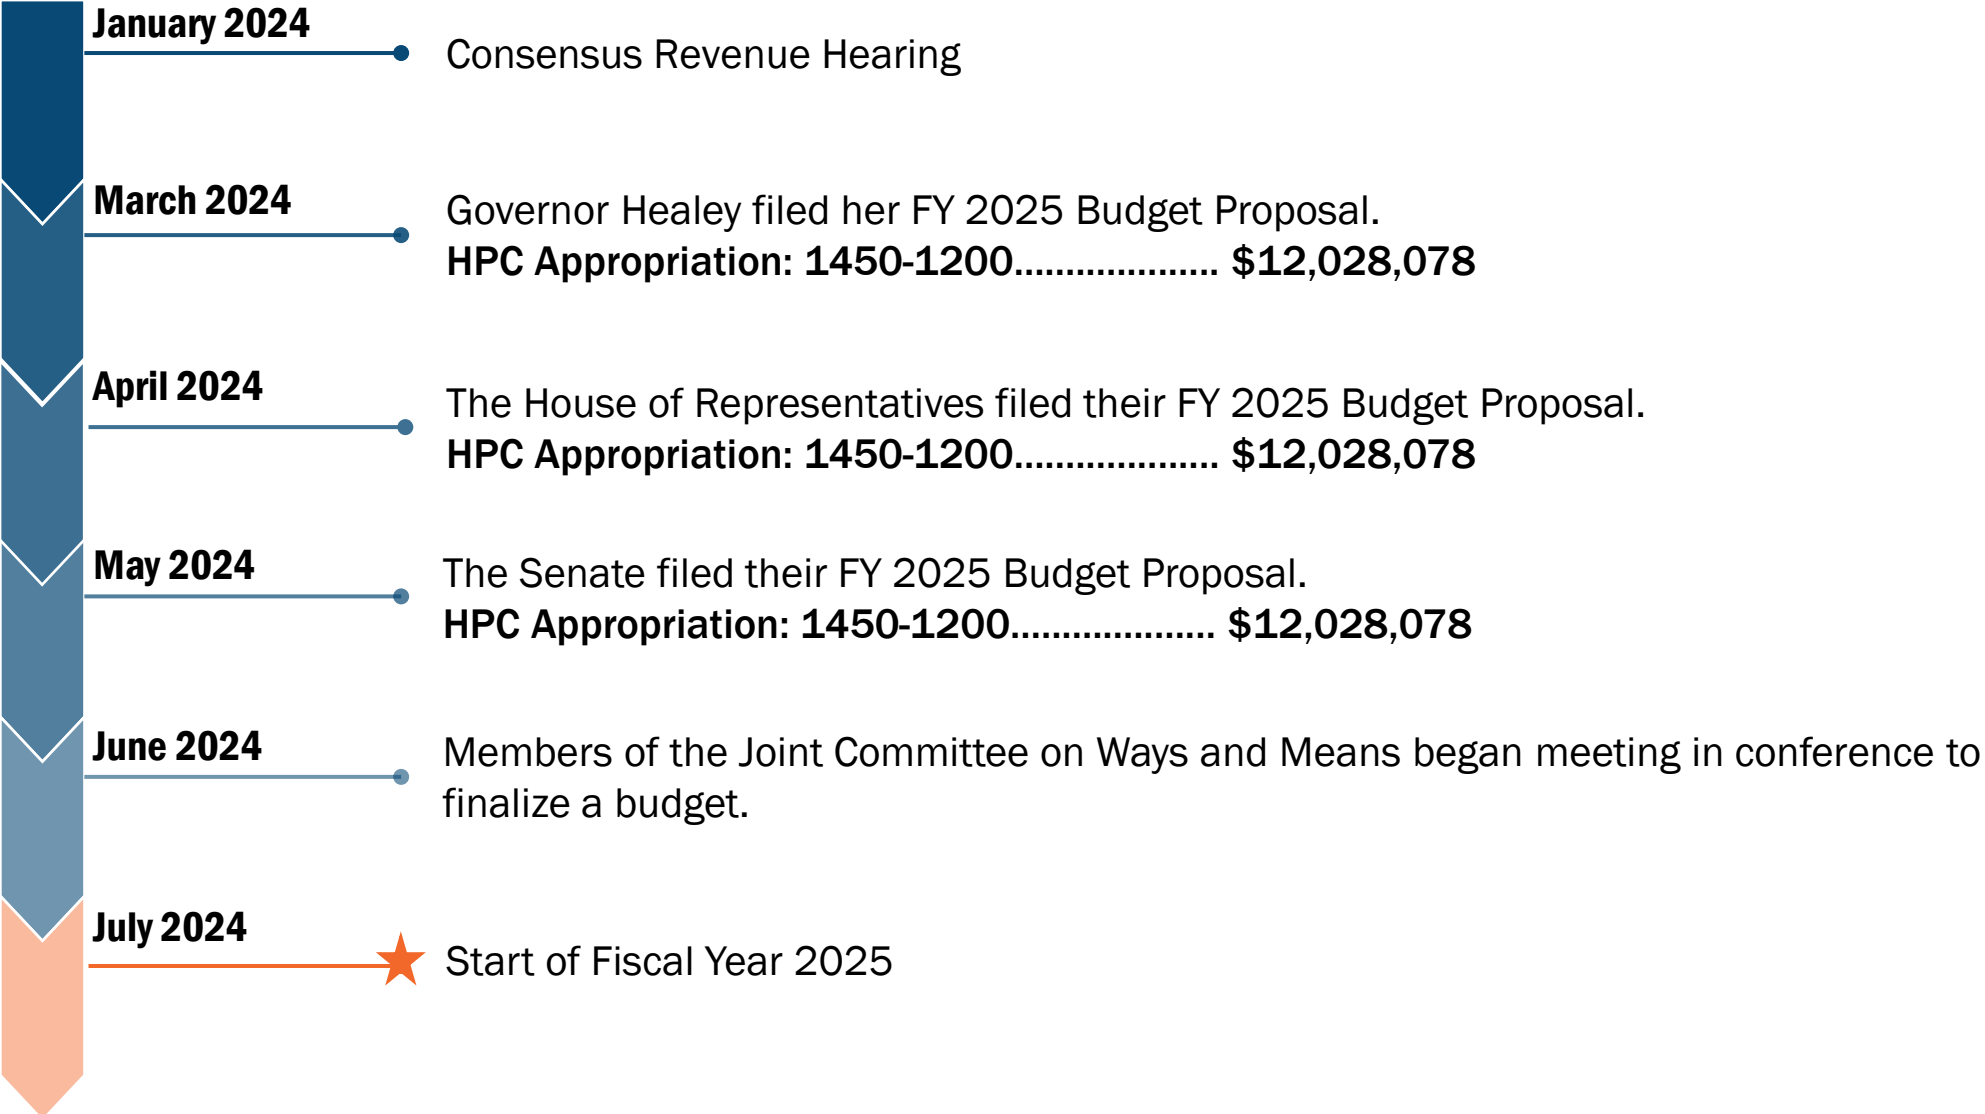 January 2024
Consensus Revenue Hearing
March 2024
Governor Healey filed her FY 2025 Budget Proposal.
HPC Appropriation: 1450-1200.................... $12,028,078
April 2024
The House of Representatives filed their FY 2025 Budget Proposal.
HPC Appropriation: 1450-1200.................... $12,028,078
May 2024
The Senate filed their FY 2025 Budget Proposal.
HPC Appropriation: 1450-1200.................... $12,028,078
June 2024
Members of the Joint Committee on Ways and Means began meeting in conference to
finalize a budget.
July 2024
Start of Fiscal Year 2025